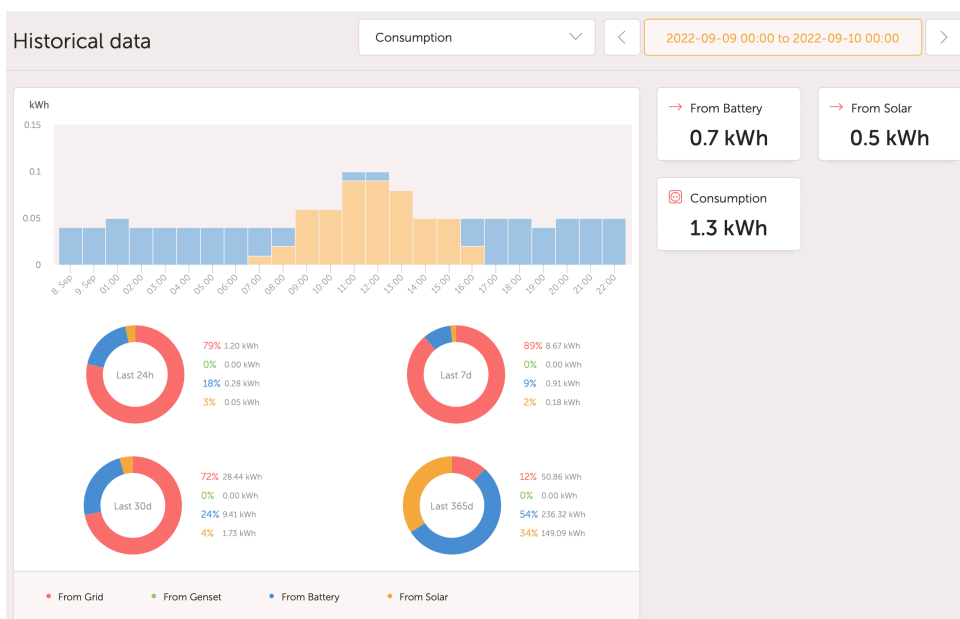 Historical data
Consumption
2022-09-09 00:00 to 2022-09-10 00:00
kWh
0.15
0.1
0.05
0
8. Sep
9. Sep
01:00
02:00
03:00
04:00
05:00
06:00
07:00
08:00
09:00
10:00
11:00
12:00
13:00
14:00
15:00
16:00
17:00
18:00
19:00
20:00
21:00
22:00
From Battery
0.7 kWh
From Solar
0.5 kWh
Consumption
1.3 kWh
Last 24h
79% 1.20 kWh
0% 0.00 kWh
18% 0.28 kWh
3% 0.05 kWh
Last 7d
89% 8.67 kWh
0% 0.00 kWh
9% 0.91 kWh
2% 0.18 kWh
Last 30d
72% 28.44 kWh
0% 0.00 kWh
24% 9.41 kWh
4% 1.73 kWh
Last 365d
12% 50.86 kWh
0% 0.00 kWh
54% 236.32 kWh
34% 149.09 kWh
From Grid
From Genset
From Battery
From Solar